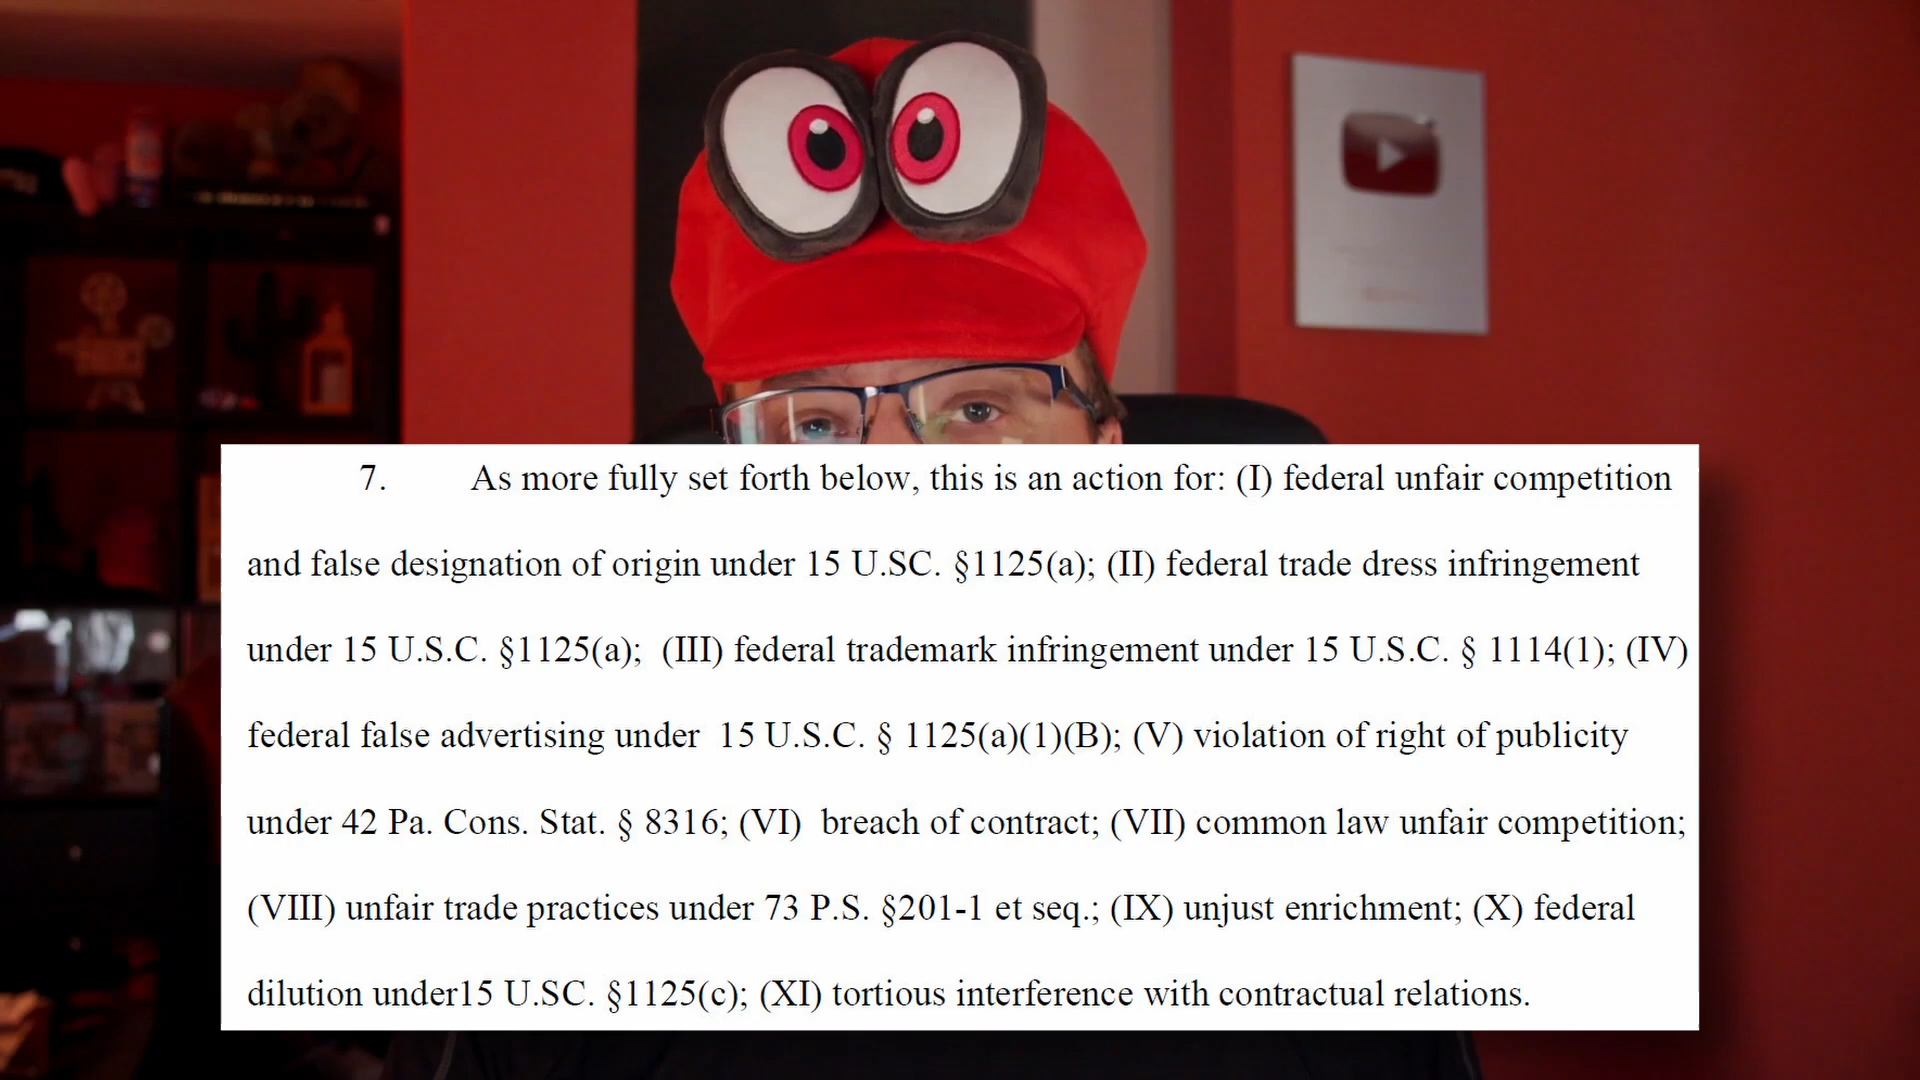 7. As more fully set forth below, this is an action for: (I) federal unfair competition
and false designation of origin under 15 U.SC. §1125(a); (II) federal trade dress infringement
under 15 U.S.C. §1125(a); (III) federal trademark infringement under 15 U.S.C. § 1114(1); (IV)
federal false advertising under 15 U.S.C. § 1125(a)(1)(B); (V) violation of right of publicity
under 42 Pa. Cons. Stat. § 8316; (VI) breach of contract; (VII) common law unfair competition;
(VIII) unfair trade practices under 73 P.S. §201-1 et seq.; (IX) unjust enrichment; (X) federal
dilution under15 U.SC. §1125(c); (XI) tortious interference with contractual relations.